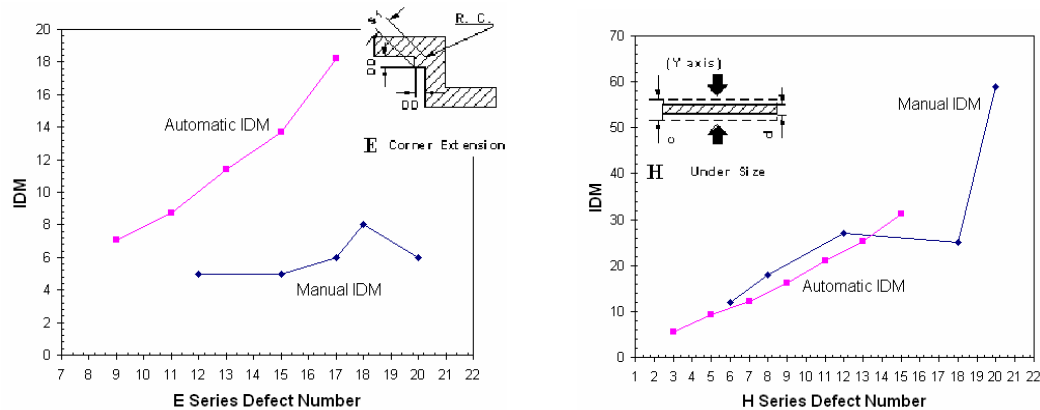 20
18
16
14
12
10
8
6
4
2
0
IDM
7 8 9 10 11 12 13 14 15 16 17 18 19 20 21 22
E Series Defect Number
Automatic IDM
Manual IDM
R. C.
E Corner Extension
70
60
50
40
30
20
10
0
IDM
1 2 3 4 5 6 7 8 9 10 11 12 13 14 15 16 17 18 19 20 21 22
H Series Defect Number
(Y axis)
Manual IDM
H Under Size
Automatic IDM